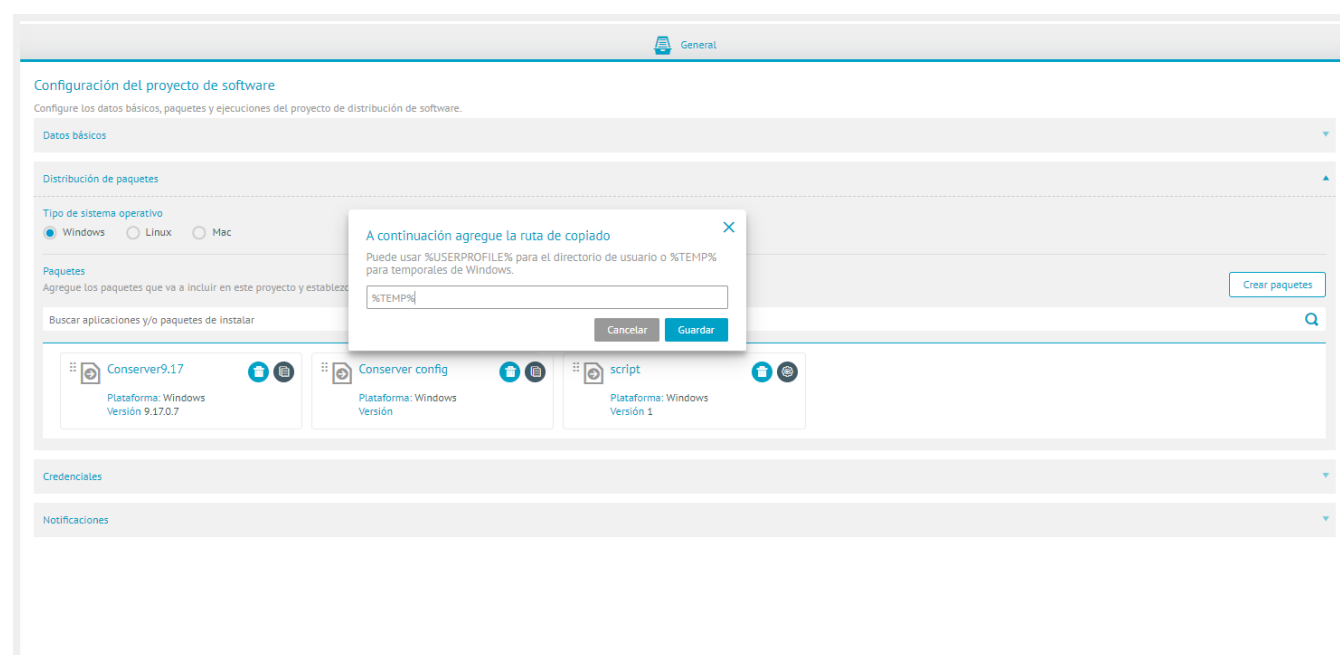 General
Configuración del proyecto de software
Configure los datos básicos, paquetes y ejecuciones del proyecto de distribución de software.
Datos básicos
Distribución de paquetes
Tipo de sistema operativo
Windows Linux Mac
A continuación agregue la ruta de copiado
Puede usar %USERPROFILE% para el directorio de usuario o %TEMP%
para temporales de Windows.
%TEMP%
Cancelar Guardar
Paquetes
Agregue los paquetes que va a incluir en este proyecto y
Crear paquetes
Buscar aplicaciones y/o paquetes de instalar
Conserver9.17
Plataforma: Windows
Versión 9.17.0.7
Conserver config
Plataforma: Windows
Versión
script
Plataforma: Windows
Versión 1
Credenciales
Notificaciones